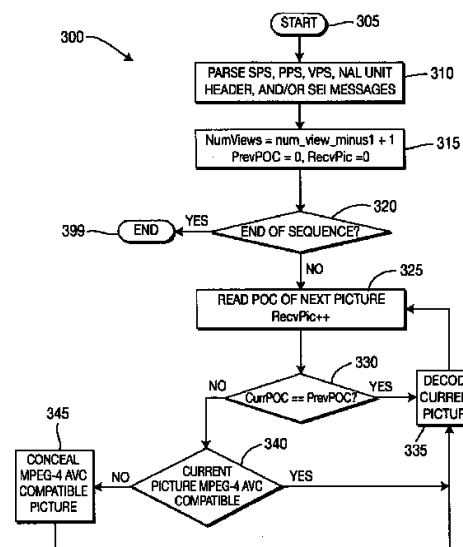 300
START
305
PARSE SPS, PPS, VPS, NAL UNIT
HEADER, AND/OR SEI MESSAGES
310
NumViews = num_view_minus1 + 1
PrevPOC = 0, RecvPic =0
315
320
END OF SEQUENCE?
YES
END
399
NO
325
READ POC OF NEXT PICTURE
RecvPic++
330
CurrPOC == PrevPOC?
NO
YES
DECOD
CURREN
PICTUR
335
340
CURRENT
PICTURE MPEG-4 AVC
COMPATIBLE
NO
YES
345
CONCEAL
MPEG-4 AVC
COMPATIBLE
PICTURE